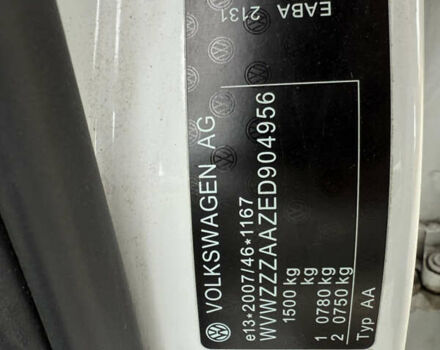 VOLKSWAGEN AG
e13*2007/46*1167
WVWZZZAAZED904956
1500 kg
kg
1 0780 kg
2 0750 kg
Typ AA
EABA
2131